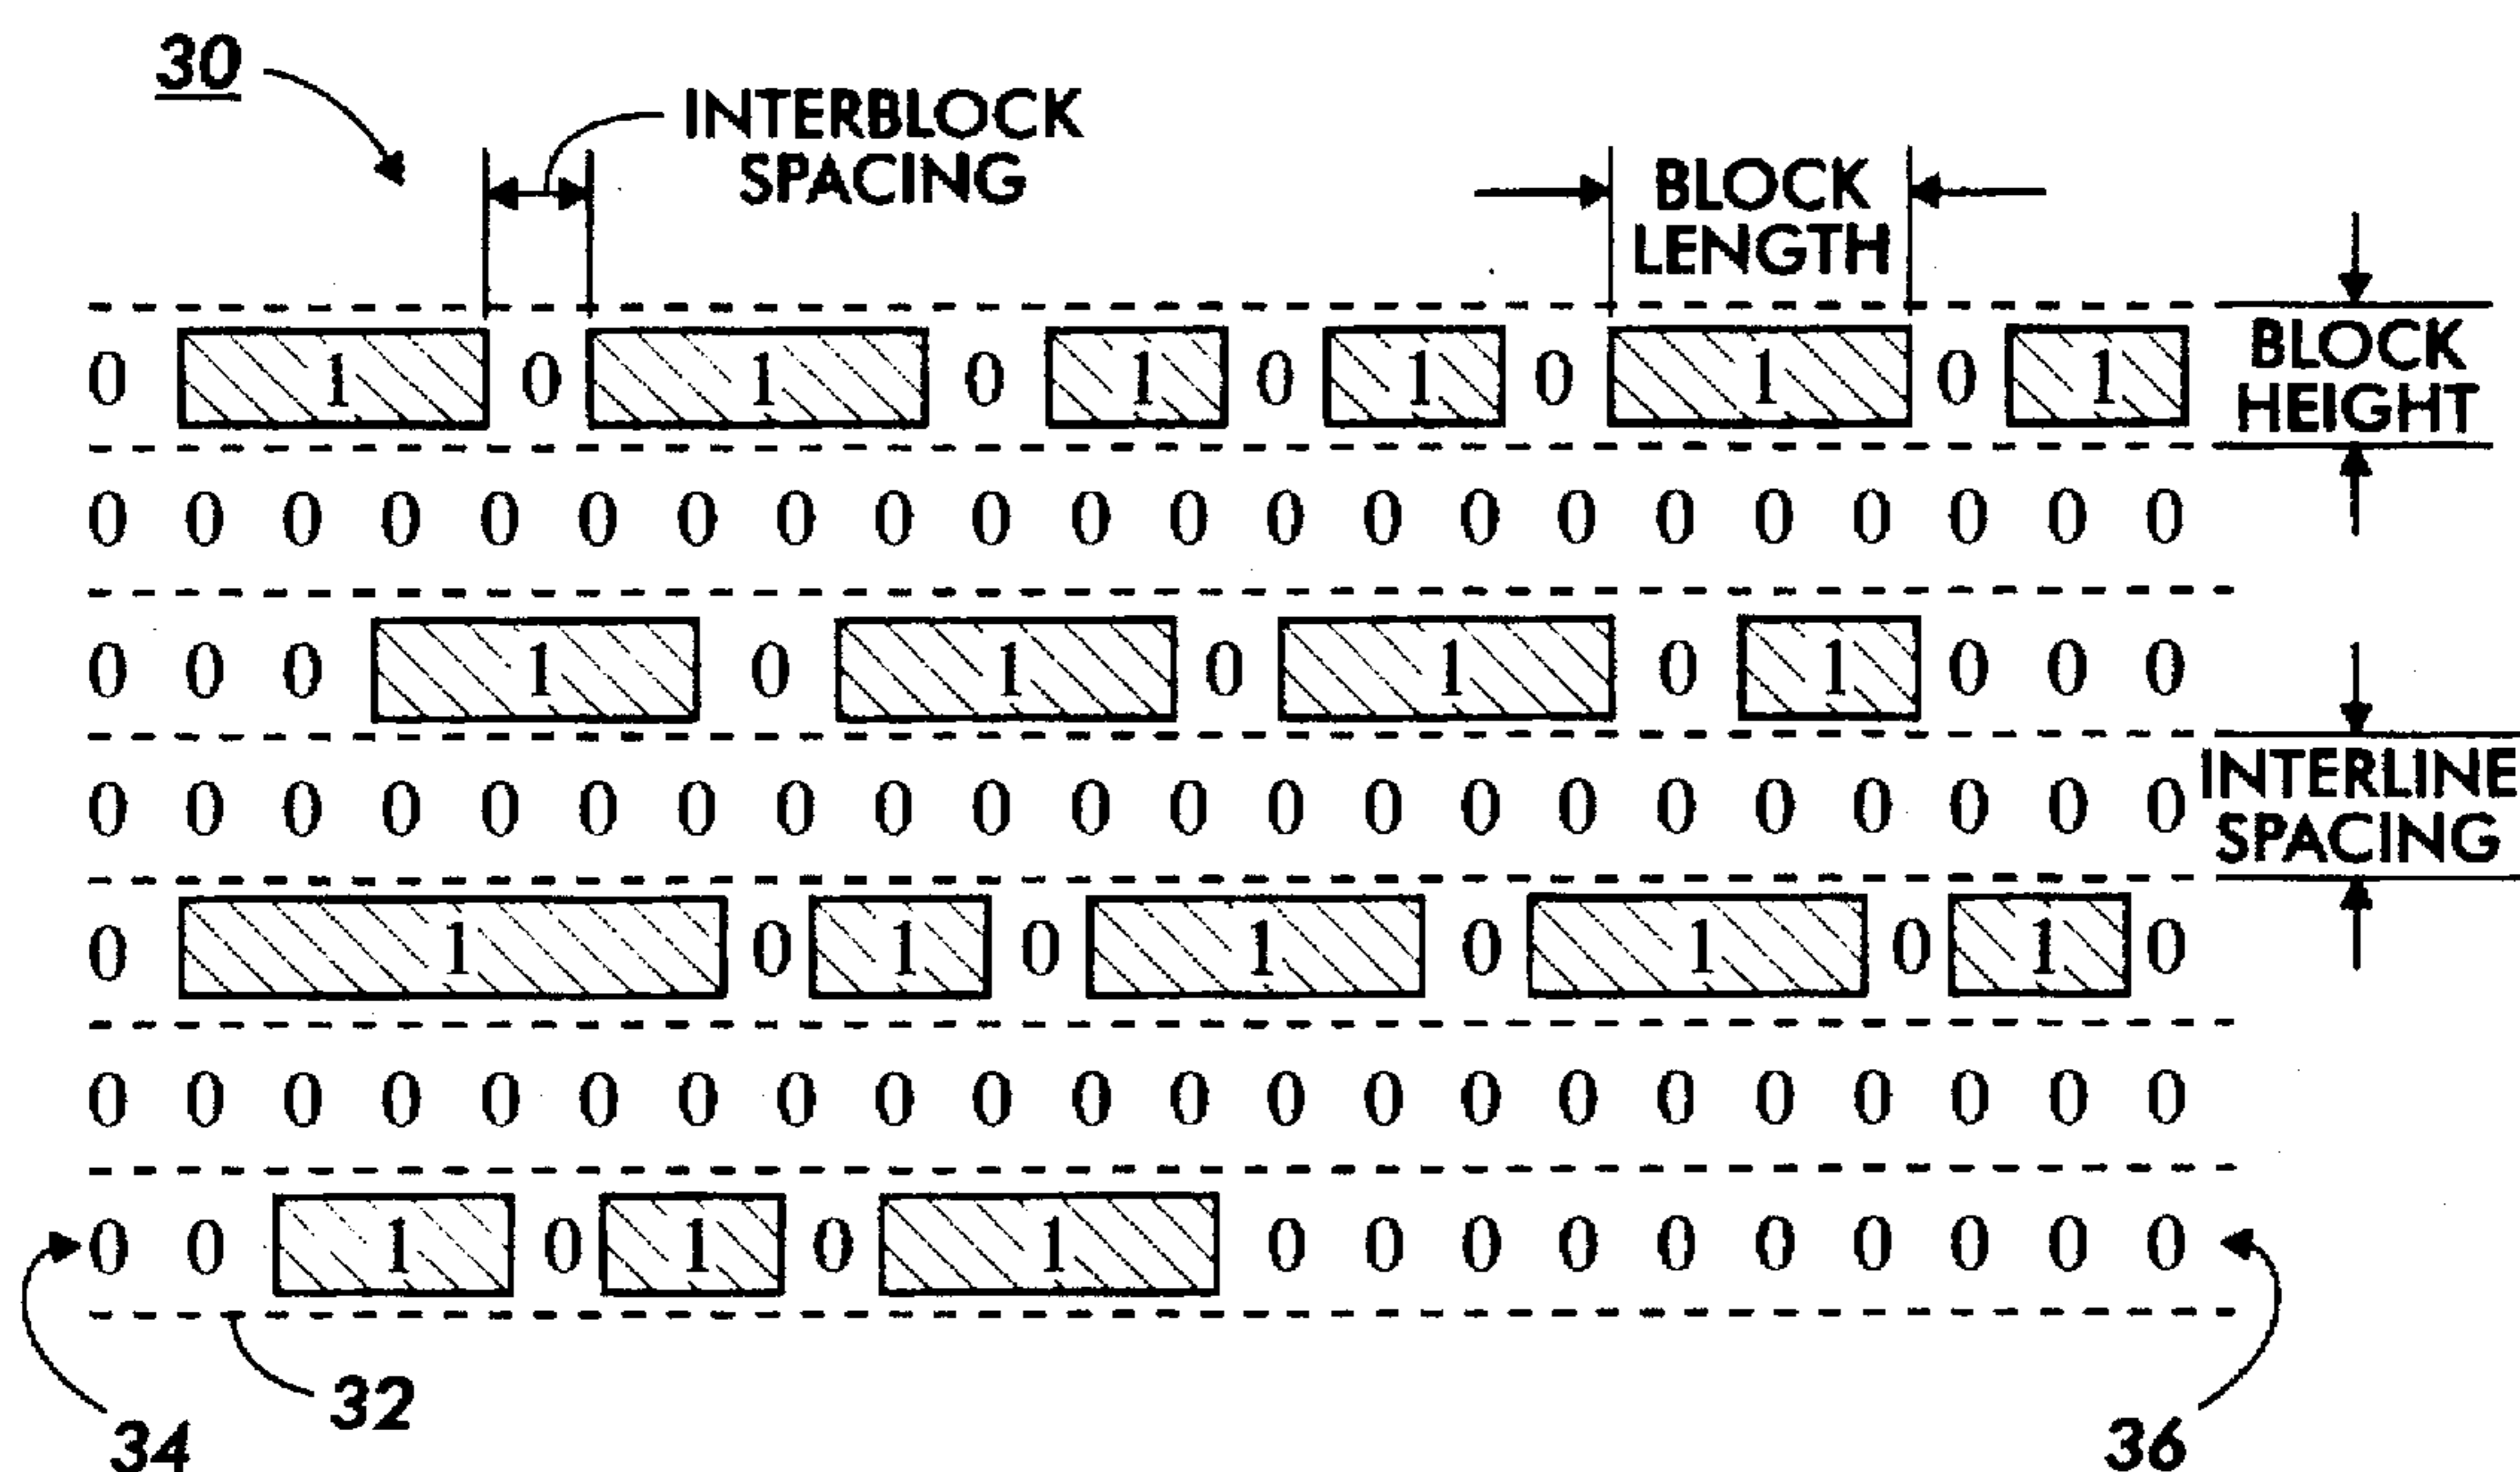 30
INTERBLOCK
SPACING
BLOCK
LENGTH
0 1 0 1 0 1 0 1 0 1 0 1
BLOCK
HEIGHT
0 0 0 0 0 0 0 0 0 0 0 0 0 0 0 0 0 0 0 0 0 0
0 0 0 1 0 1 0 1 0 1 0 0 0
0 0 0 0 0 0 0 0 0 0 0 0 0 0 0 0 0 0 0 0 0 0
INTERLINE
SPACING
0 1 0 1 0 1 0 1 0 1 0
0 0 0 0 0 0 0 0 0 0 0 0 0 0 0 0 0 0 0 0 0 0
0 0 1 0 1 0 1 0 0 0 0 0 0 0 0 0 0
32
34
36